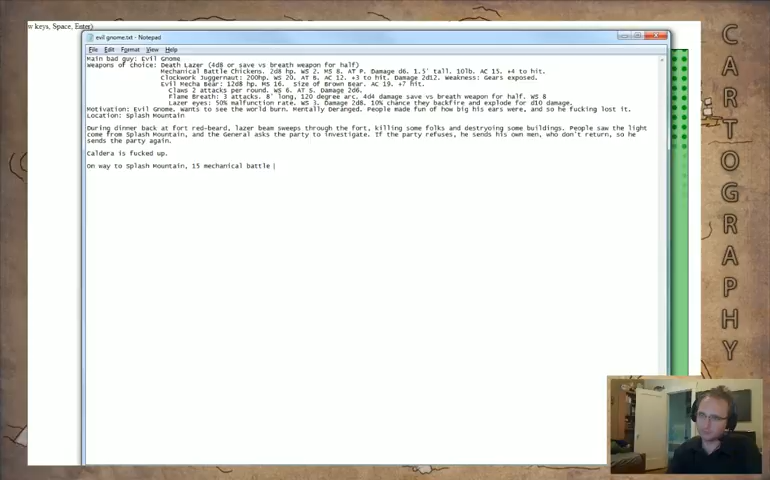 w keys, Space, Enter)
evil gnome.txt - Notepad
File Edit Format View Help
Main bad guy: Evil Gnome
Weapons of choice: Death Lazer (4d8 or save vs breath weapon for half)
Mechanical Battle Chickens. 2d8 hp. WS 2. MS 8. AT P. Damage d6. 1.5' tall. 10lb. AC 15. +4 to hit.
Clockwork Juggernaut: 200hp. WS 20. AT B. AC 12. +3 to hit. Damage 2d12. Weakness: Gears exposed.
Evil Mecha Bear: 12d8 hp. MS 16. Size of Brown Bear. AC 19. +7 hit.
Claws 2 attacks per round. WS 6. AT S. Damage 2d6.
Flame Breath: 3 attacks. 8' long, 120 degree arc. 4d4 damage save vs breath weapon for half. WS 8
Lazer eyes: 50% malfunction rate. WS 3. Damage 2d8. 10% chance they backfire and explode for d10 damage.
Motivation: Evil Gnome. Wants to see the world burn. Mentally Deranged. People made fun of how big his ears were, and so he fucking lost it.
Location: Splash Mountain
During dinner back at fort red-beard, lazer beam sweeps through the fort, killing some folks and destryoing some buildings. People saw the light
come from Splash Mountain, and the General asks the party to investigate. If the party refuses, he sends his own men, who don't return, so he
sends the party again.
Caldera is fucked up.
On way to Splash Mountain, 15 mechanical battle
CARTOGRAPHY